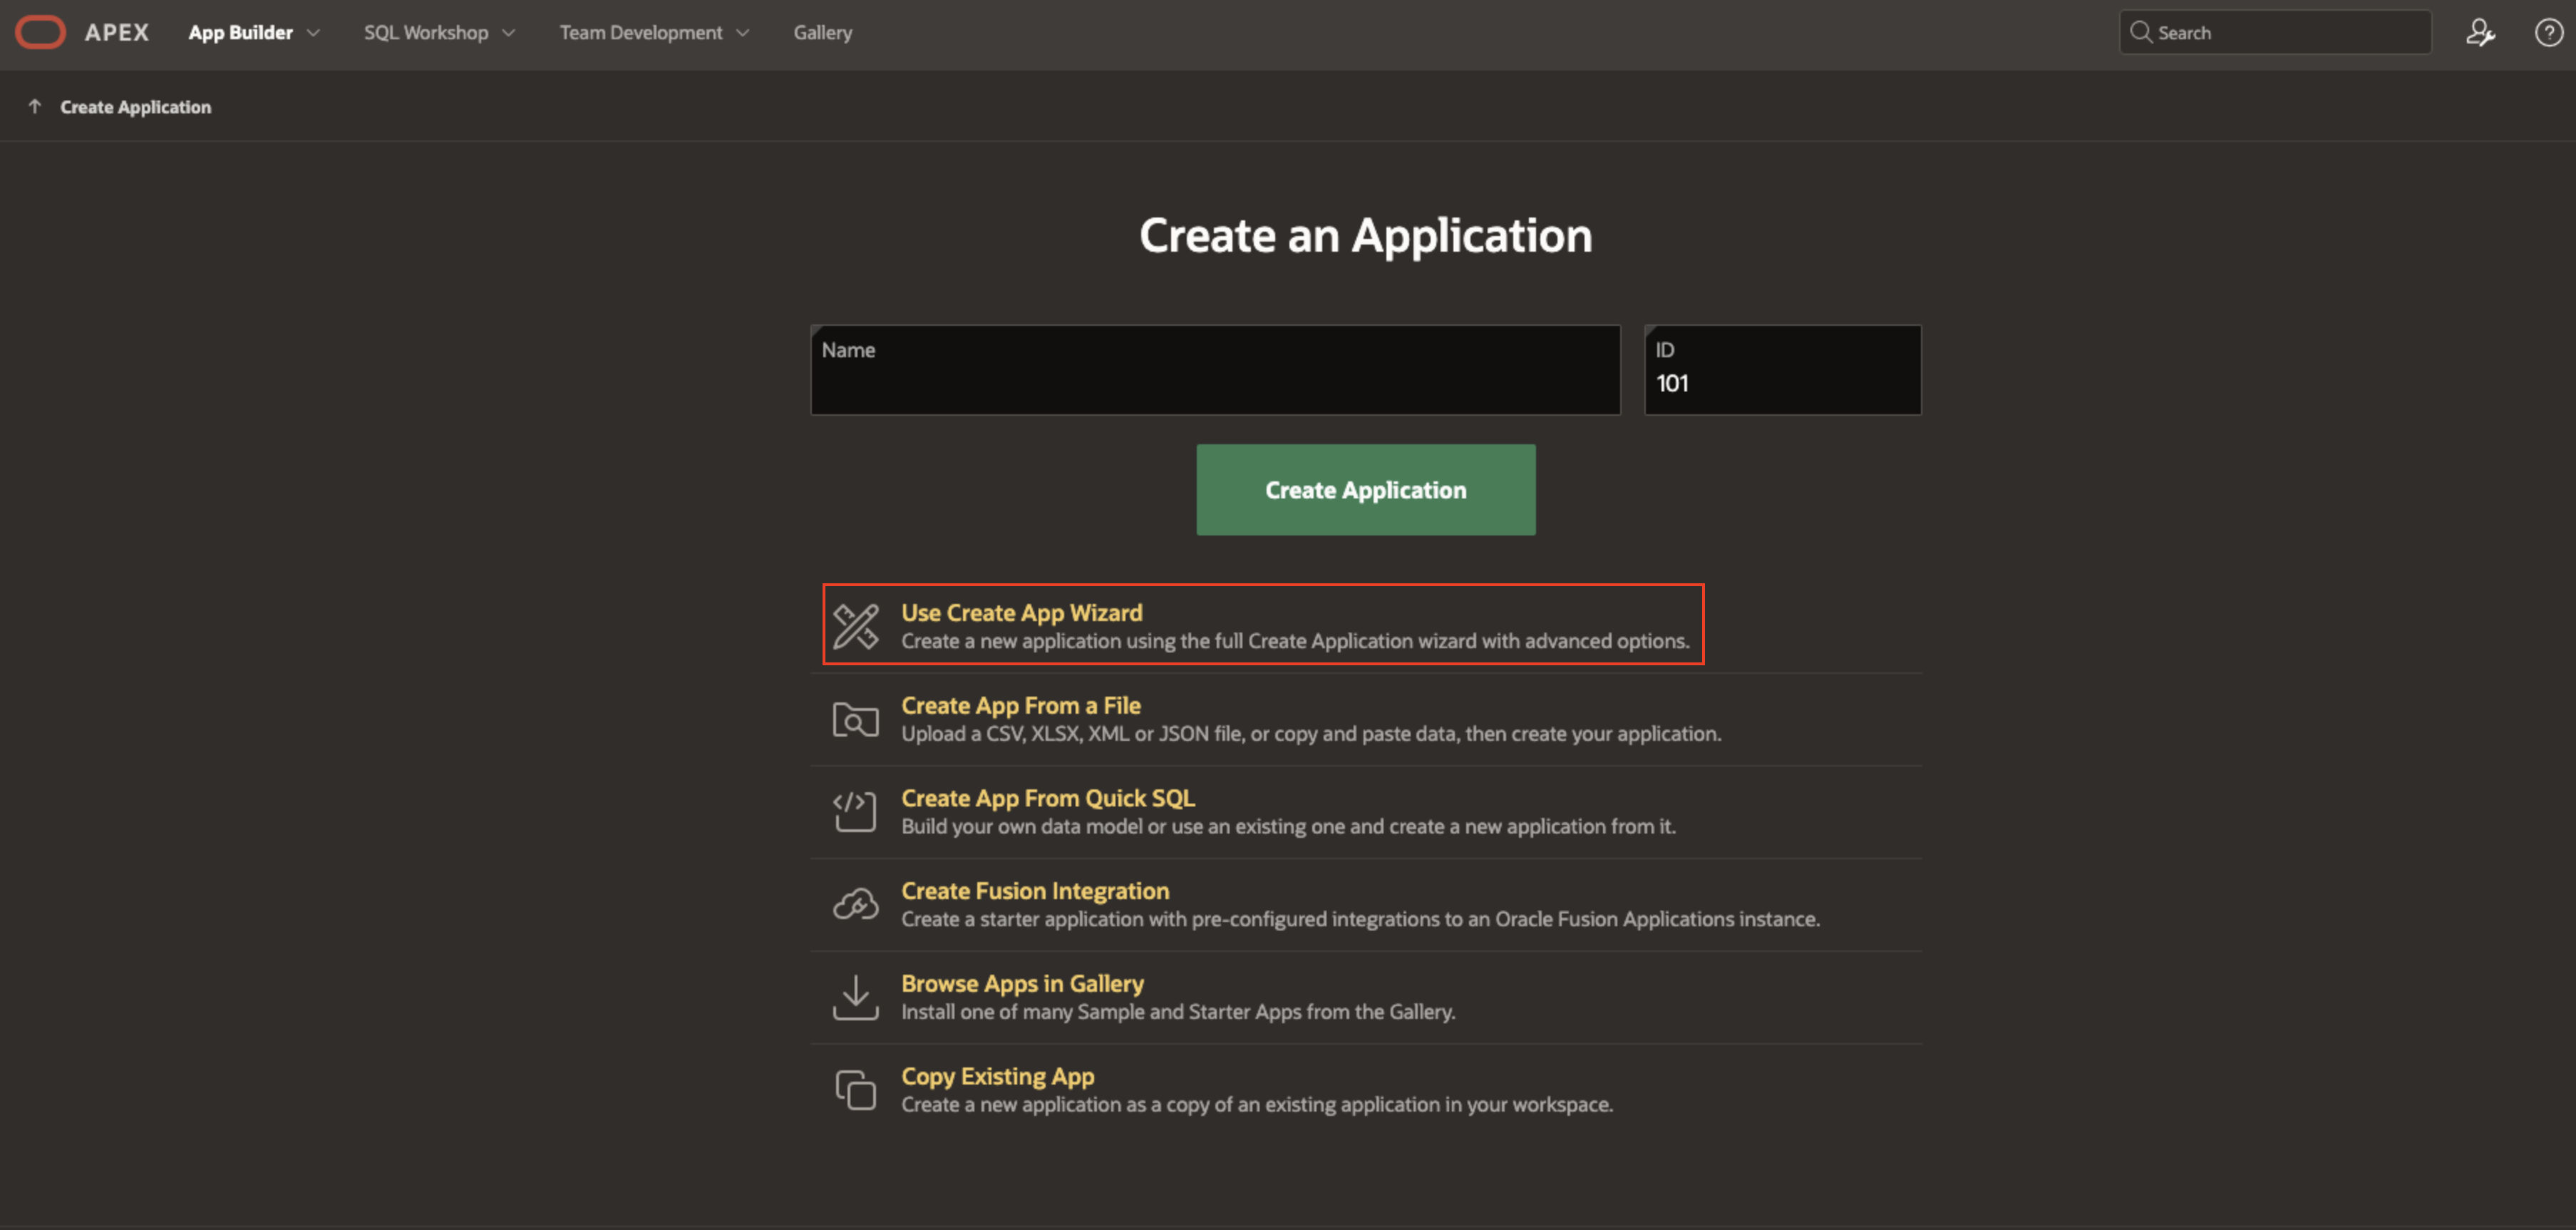 APEX App Builder SQL Workshop Team Development Gallery Search
Create Application
Create an Application
Name
ID
101
Create Application
Use Create App Wizard
Create a new application using the full Create Application wizard with advanced options.
Create App From a File
Upload a CSV, XLSX, XML or JSON file, or copy and paste data, then create your application.
Create App From Quick SQL
Build your own data model or use an existing one and create a new application from it.
Create Fusion Integration
Create a starter application with pre-configured integrations to an Oracle Fusion Applications instance.
Browse Apps in Gallery
Install one of many Sample and Starter Apps from the Gallery.
Copy Existing App
Create a new application as a copy of an existing application in your workspace.